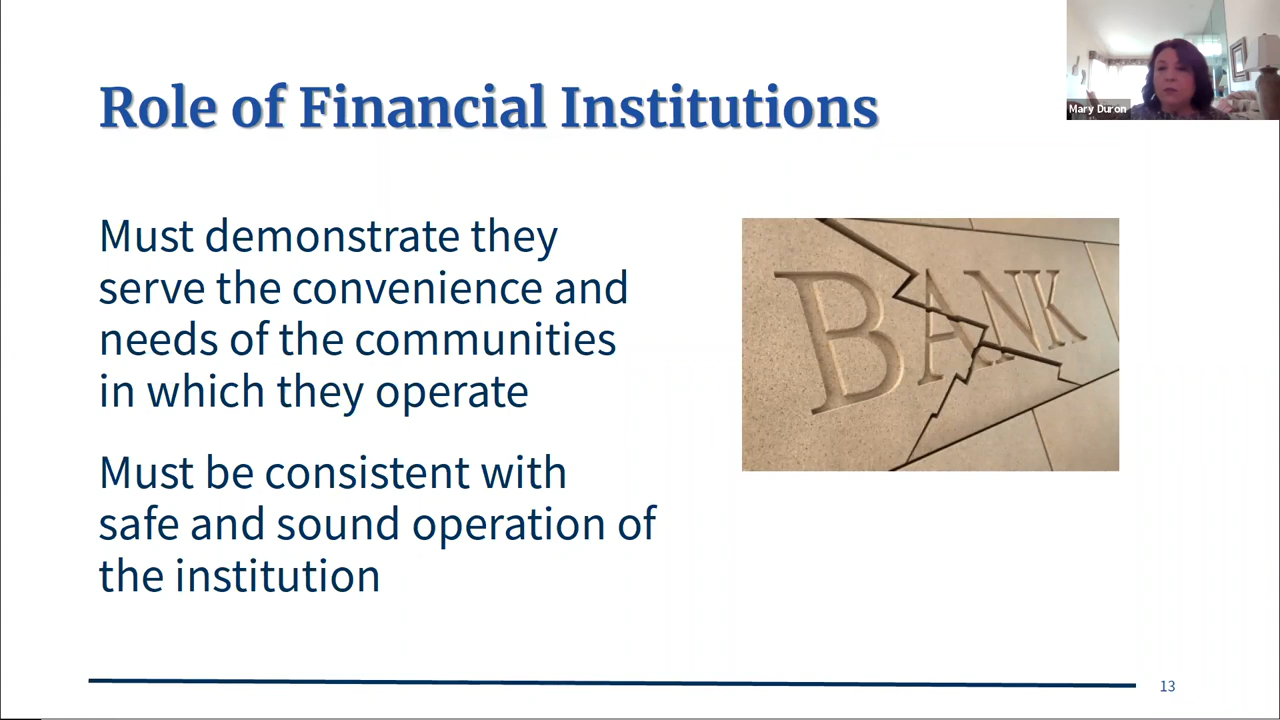 Role of Financial Institutions
Mary Duron
Must demonstrate they
serve the convenience and
needs of the communities
in which they operate
BANK
Must be consistent with
safe and sound operation of
the institution
13